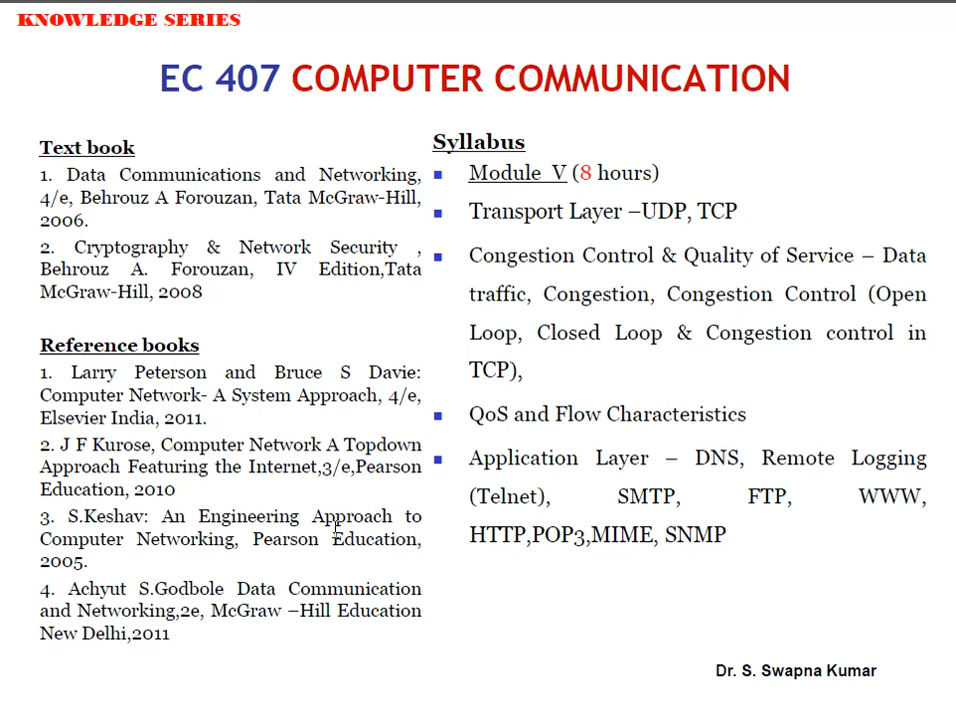 KNOWLEDGE SERIES
EC 407 COMPUTER COMMUNICATION
Text book
1. Data Communications and Networking,
4/e, Behrouz A Forouzan, Tata McGraw-Hill,
2006.
2. Cryptography & Network Security ,
Behrouz A. Forouzan, IV Edition,Tata
McGraw-Hill, 2008
Reference books
1. Larry Peterson and Bruce S Davie:
Computer Network- A System Approach, 4/e,
Elsevier India, 2011.
2. J F Kurose, Computer Network A Topdown
Approach Featuring the Internet,3/e,Pearson
Education, 2010
3. S.Keshav: An Engineering Approach to
Computer Networking, Pearson Education,
2005.
4. Achyut S.Godbole Data Communication
and Networking,2e, McGraw –Hill Education
New Delhi,2011
Syllabus
▪ Module V (8 hours)
▪ Transport Layer –UDP, TCP
▪ Congestion Control & Quality of Service – Data
traffic, Congestion, Congestion Control (Open
Loop, Closed Loop & Congestion control in
TCP),
▪ QoS and Flow Characteristics
▪ Application Layer – DNS, Remote Logging
(Telnet), SMTP, FTP, WWW,
HTTP,POP3,MIME, SNMP
Dr. S. Swapna Kumar